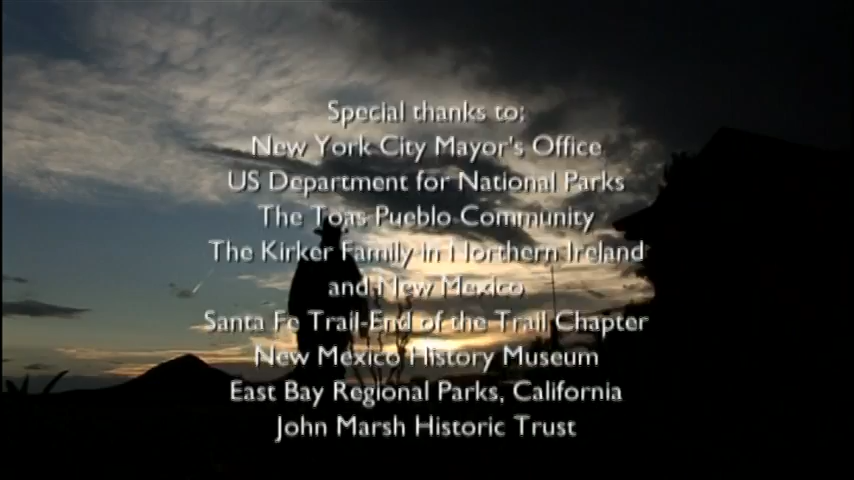 Special thanks to:
New York City Mayor's Office
US Department for National Parks
The Toas Pueblo Community
The Kirker Family in Northern Ireland
and New Mexico
Santa Fe Trail-End of the Trail Chapter
New Mexico History Museum
East Bay Regional Parks, California
John Marsh Historic Trust